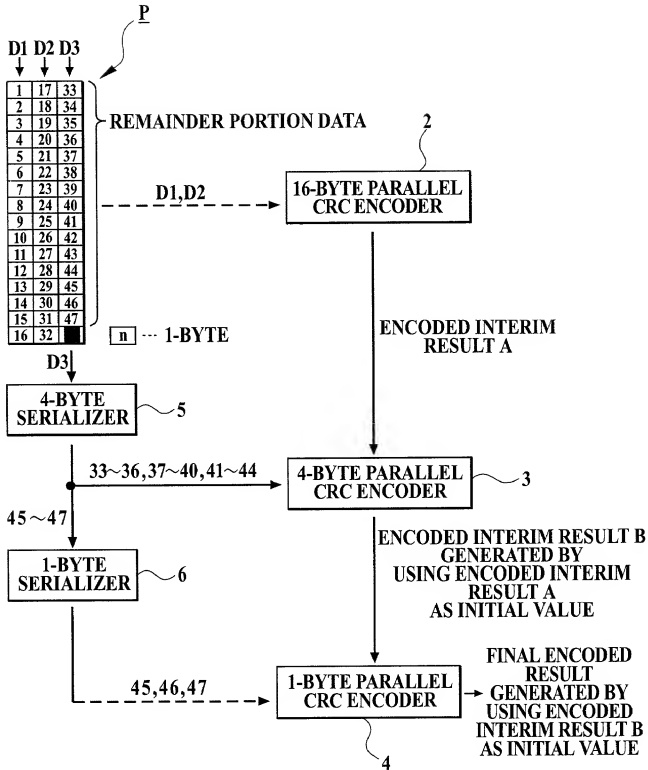 P
D1 D2 D3
1 17 33
2 18 34
3 19 35
4 20 36
5 21 37
6 22 38
7 23 39
8 24 40
9 25 41
10 26 42
11 27 43
12 28 44
13 29 45
14 30 46
15 31 47
16 32
REMAINDER PORTION DATA
n --- 1-BYTE
D1,D2
2
16-BYTE PARALLEL
CRC ENCODER
ENCODED INTERIM
RESULT A
D3
4-BYTE
SERIALIZER
5
33~36,37~40,41~44
4-BYTE PARALLEL
CRC ENCODER
3
45~47
1-BYTE
SERIALIZER
6
ENCODED INTERIM RESULT B
GENERATED BY
USING ENCODED INTERIM
RESULT A
AS INITIAL VALUE
45,46,47
1-BYTE PARALLEL
CRC ENCODER
4
FINAL ENCODED
RESULT
GENERATED BY
USING ENCODED
INTERIM RESULT B
AS INITIAL VALUE